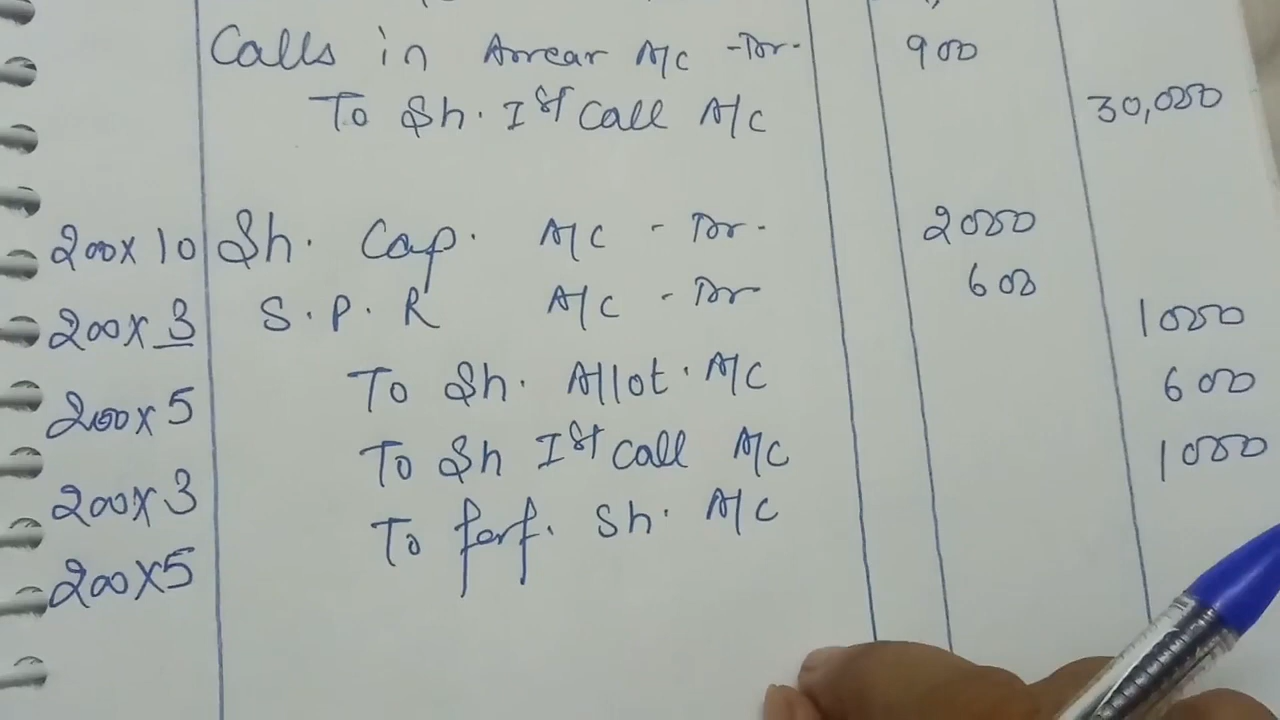 Calls in Arrear A/C -Dr- 900
To Sh. Ist Call A/C 30,000
200x10 Sh. Cap. A/C - Dr. 2000
200x3 S.P.R A/C - Dr 600
200x5 To Sh. Allot. A/C 1000
200x3 To Sh Ist Call A/C 600
200x5 To forf. Sh. A/C 1000